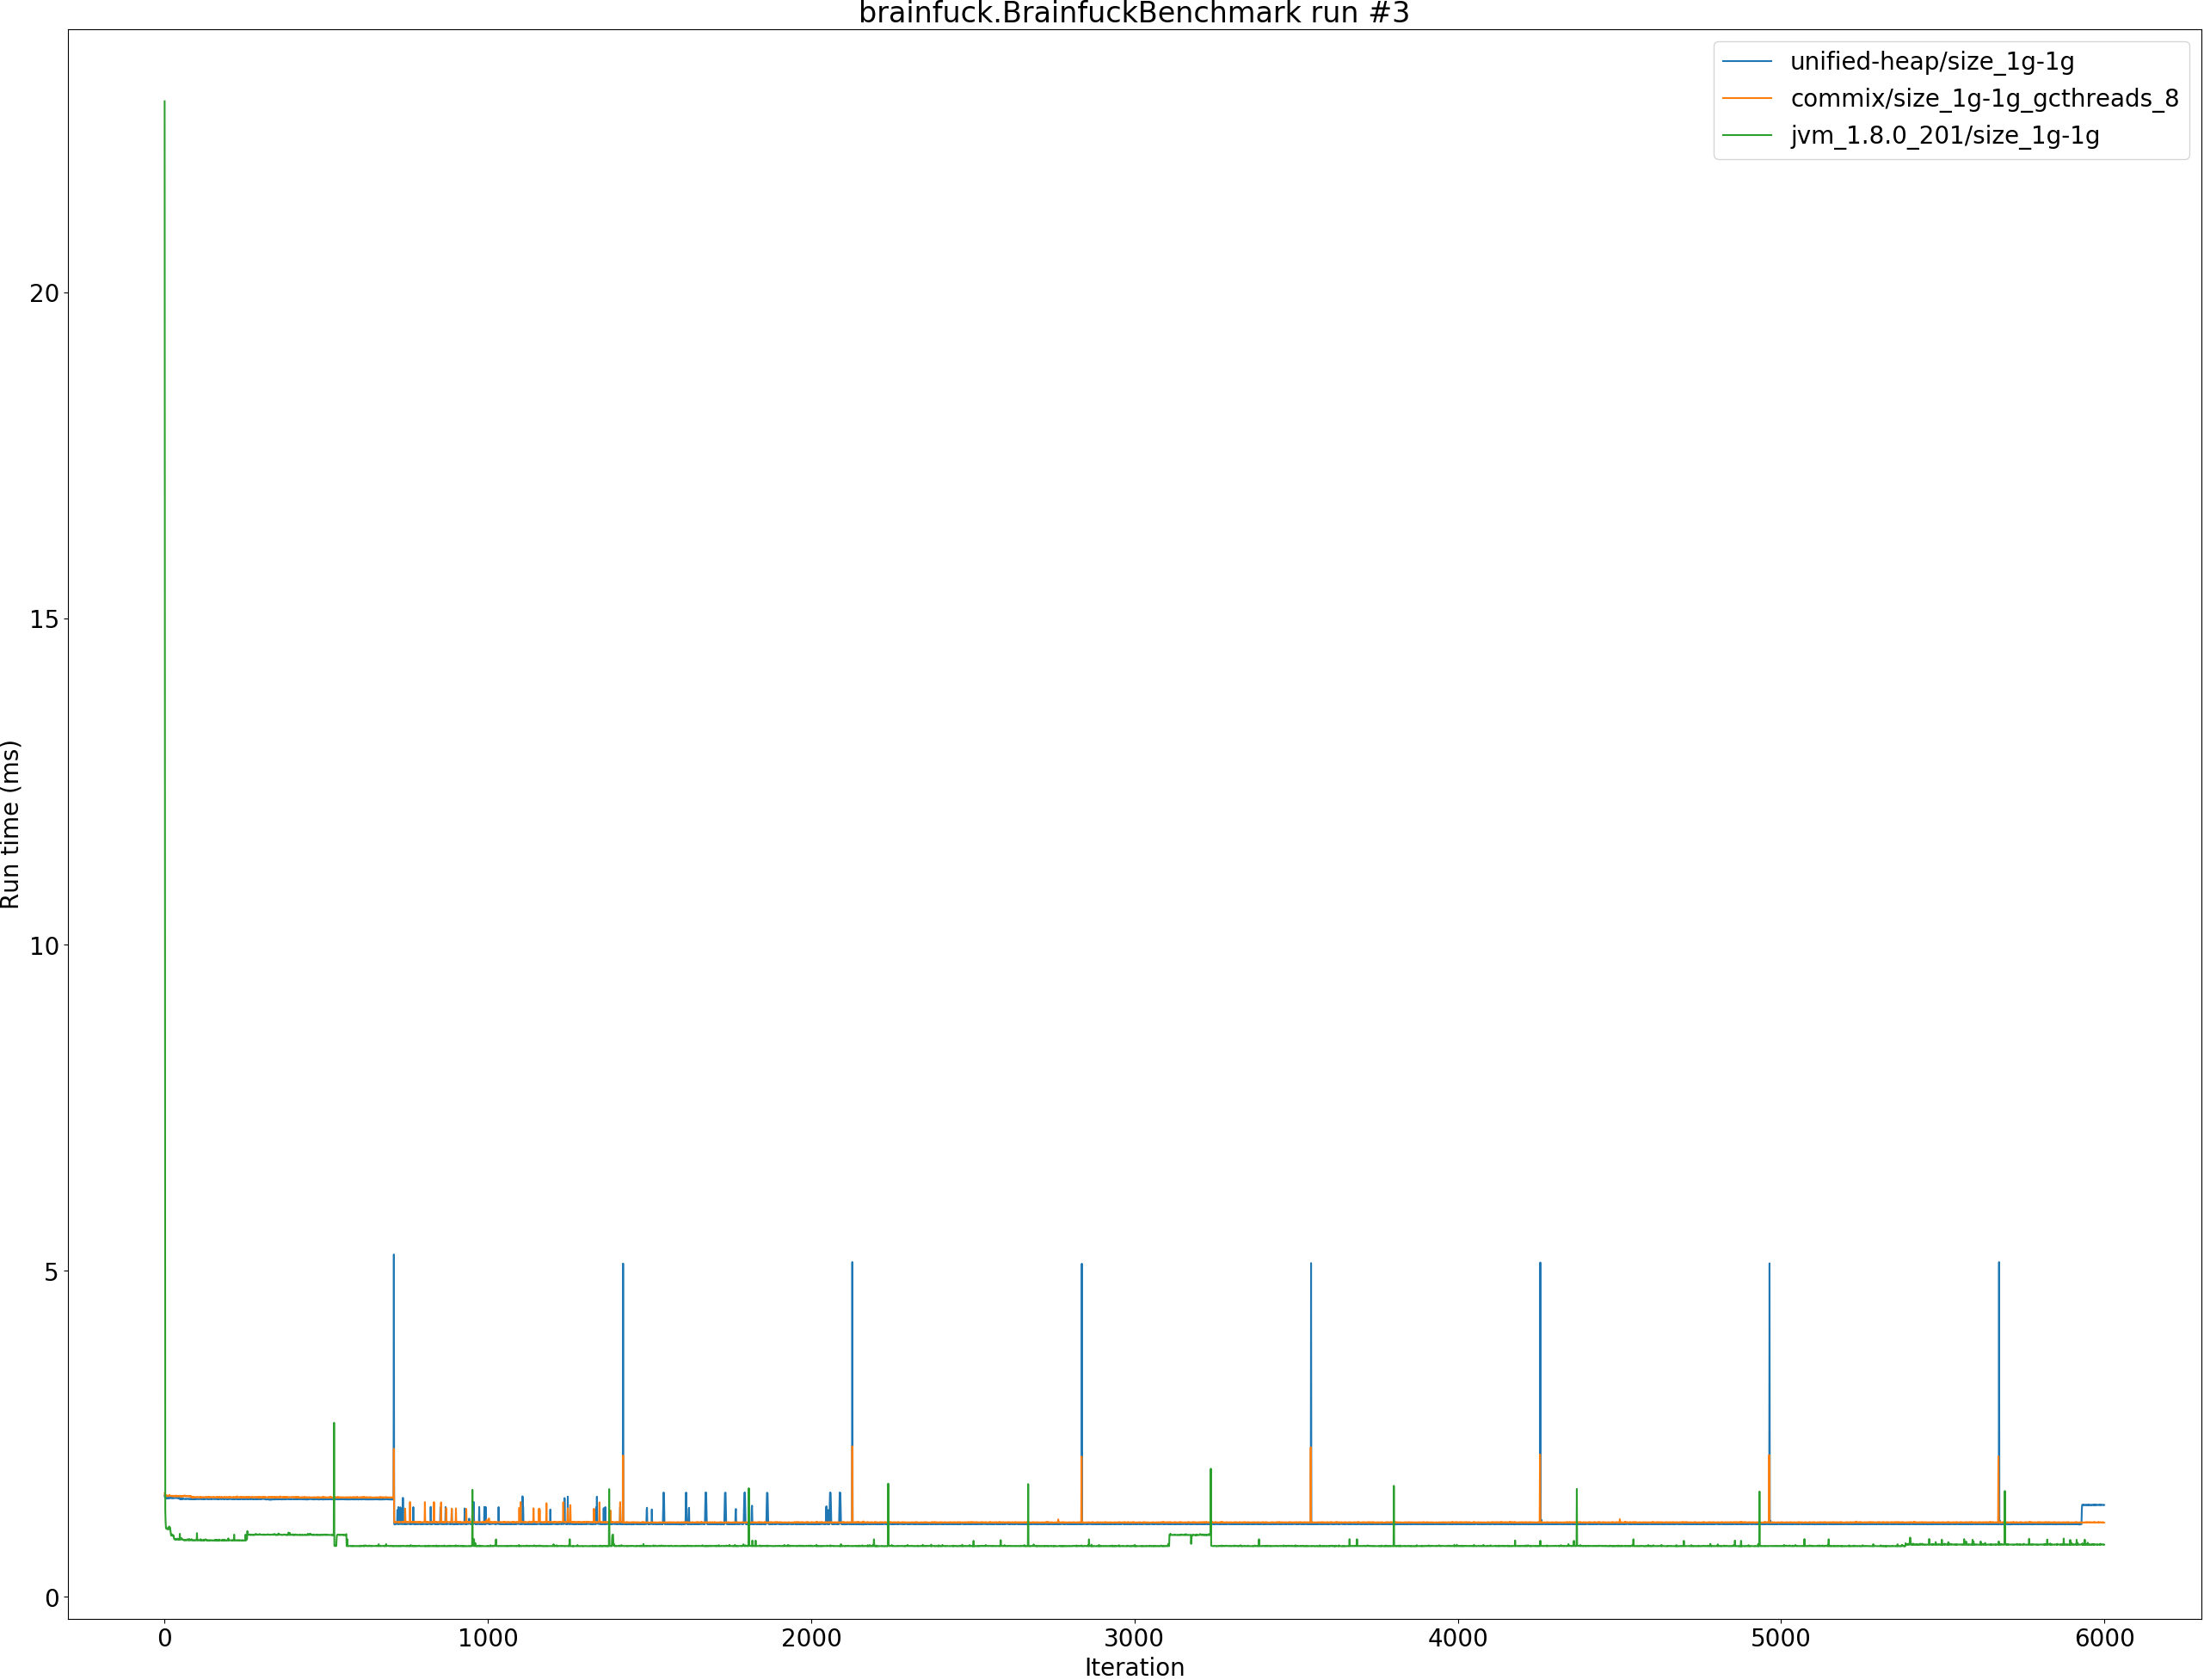 brainfuck.BrainfuckBenchmark run #3
unified-heap/size_1g-1g
commix/size_1g-1g_gcthreads_8
jvm_1.8.0_201/size_1g-1g
20
15
10
5
0
Run time (ms)
0 1000 2000 3000 4000 5000 6000
Iteration